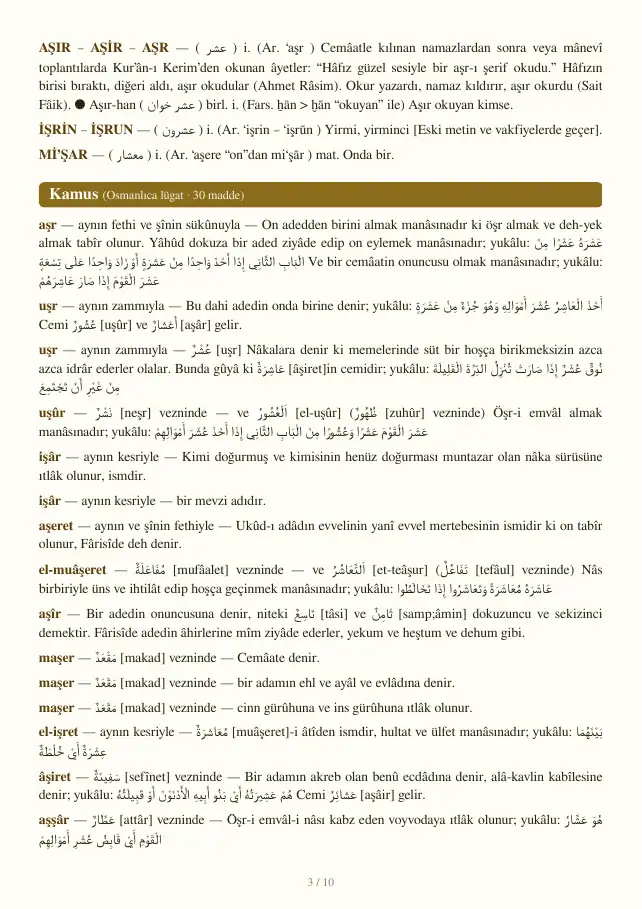 AŞIR – AŞİR – AŞR — ( عشر ) i. (Ar. ‘aşr ) Cemâatle kılınan namazlardan sonra veya mânevî
toplantılarda Kur’ân-ı Kerim’den okunan âyetler: “Hâfız güzel sesiyle bir aşr-ı şerif okudu.” Hâfızın
birisi bıraktı, diğeri aldı, aşır okudular (Ahmet Râsim). Okur yazardı, namaz kıldırır, aşır okurdu (Sait
Fâik). ● Aşır-han ( عشر خوان ) birl. i. (Fars. ḫān > ḫān “okuyan” ile) Aşır okuyan kimse.
İŞRİN – İŞRUN — ( عشرون ) i. (Ar. ‘işrin – ‘işrūn ) Yirmi, yirminci [Eski metin ve vakfiyelerde geçer].
Mİ’ŞAR — ( معشار ) i. (Ar. ‘aşere “on”dan mi‘şār ) mat. Onda bir.
Kamus (Osmanlıca lügat · 30 madde)
aşr — aynın fethi ve şînin sükûnuyla — On adedden birini almak manâsınadır ki öşr almak ve deh-yek
almak tabîr olunur. Yâhûd dokuza bir aded ziyâde edip on eylemek manâsınadır; yukâlu: عَشَرَهُ عَشْرًا مِنْ
الْبَابِ الثَّانِي إِذَا أَخَذَ وَاحِدًا مِنْ عَشَرَةٍ أَوْ زَادَ وَاحِدًا عَلَى تِسْعَةٍ Ve bir cemâatin onuncusu olmak manâsınadır; yukâlu:
عَشَرَ الْقَوْمَ إِذَا صَارَ عَاشِرَهُمْ
uşr — aynın zammıyla — Bu dahi adedin onda birine denir; yukâlu: أَخَذَ الْعَاشِرُ عُشْرَ أَمْوَالِهِ وَهُوَ جُزْءٌ مِنْ عَشَرَةٍ
Cemi عُشُورٌ [uşûr] ve أَعْشَارٌ [aşâr] gelir.
uşr — aynın zammıyla — عُشْرٌ [uşr] Nâkalara denir ki memelerinde süt bir hoşça birikmeksizin azca
azca idrâr ederler olalar. Bunda gûyâ ki عَاشِرَةٌ [âşiret]in cemidir; yukâlu: نُوقٌ عُشْرٌ إِذَا صَارَتْ تُنْزِلُ الدِّرَّةَ الْقَلِيلَةَ
مِنْ غَيْرِ أَنْ تَجْتَمِعَ
uşûr — نَشْرٌ [neşr] vezninde — ve اَلْعُشُورُ [el-uşûr] (ظُهُورٌ [zuhûr] vezninde) Öşr-i emvâl almak
manâsınadır; yukâlu: عَشَرَ الْقَوْمَ عَشْرًا وَعُشُورًا مِنَ الْبَابِ الثَّانِي إِذَا أَخَذَ عُشْرَ أَمْوَالِهِمْ
işâr — aynın kesriyle — Kimi doğurmuş ve kimisinin henüz doğurması muntazar olan nâka sürüsüne
ıtlâk olunur, ismdir.
işâr — aynın kesriyle — bir mevzi adıdır.
aşeret — aynın ve şînin fethiyle — Ukûd-ı adâdın evvelinin yanî evvel mertebesinin ismidir ki on tabîr
olunur, Fârisîde deh denir.
el-muâşeret — مُفَاعَلَةٌ [mufâalet] vezninde — ve اَلتَّعَاشُرُ [et-teâşur] (تَفَاعُلٌ [tefâul] vezninde) Nâs
birbiriyle üns ve ihtilât edip hoşça geçinmek manâsınadır; yukâlu: عَاشَرَهُ مُعَاشَرَةً وَتَعَاشَرُوا إِذَا تَخَالَطُوا
aşîr — Bir adedin onuncusuna denir, niteki تَاسِعٌ [tâsi] ve ثَامِنٌ [samp;âmin] dokuzuncu ve sekizinci
demektir. Fârisîde adedin âhirlerine mîm ziyâde ederler, yekum ve heştum ve dehum gibi.
maşer — مَقْعَدٌ [makad] vezninde — Cemâate denir.
maşer — مَقْعَدٌ [makad] vezninde — bir adamın ehl ve ayâl ve evlâdına denir.
maşer — مَقْعَدٌ [makad] vezninde — cinn gürûhuna ve ins gürûhuna ıtlâk olunur.
el-işret — aynın kesriyle — مُعَاشَرَةٌ [muâşeret]-i âtîden ismdir, hultat ve ülfet manâsınadır; yukâlu: بَيْنَهُمَا
عِشْرَةٌ أَيْ خُلْطَةٌ
âşiret — سَفِينَةٌ [sefînet] vezninde — Bir adamın akreb olan benû ecdâdına denir, alâ-kavlin kabîlesine
denir; yukâlu: هُمْ عَشِيرَتُهُ أَيْ بَنُو أَبِيهِ الْأَدْنَوْنَ أَوْ قَبِيلَتُهُ Cemi عَشَائِرُ [aşâir] gelir.
aşşâr — عَطَّارٌ [attâr] vezninde — Öşr-i emvâl-i nâsı kabz eden voyvodaya ıtlâk olunur; yukâlu: هُوَ عَشَّارُ
الْقَوْمِ أَيْ قَابِضُ عُشْرِ أَمْوَالِهِمْ
3 / 10